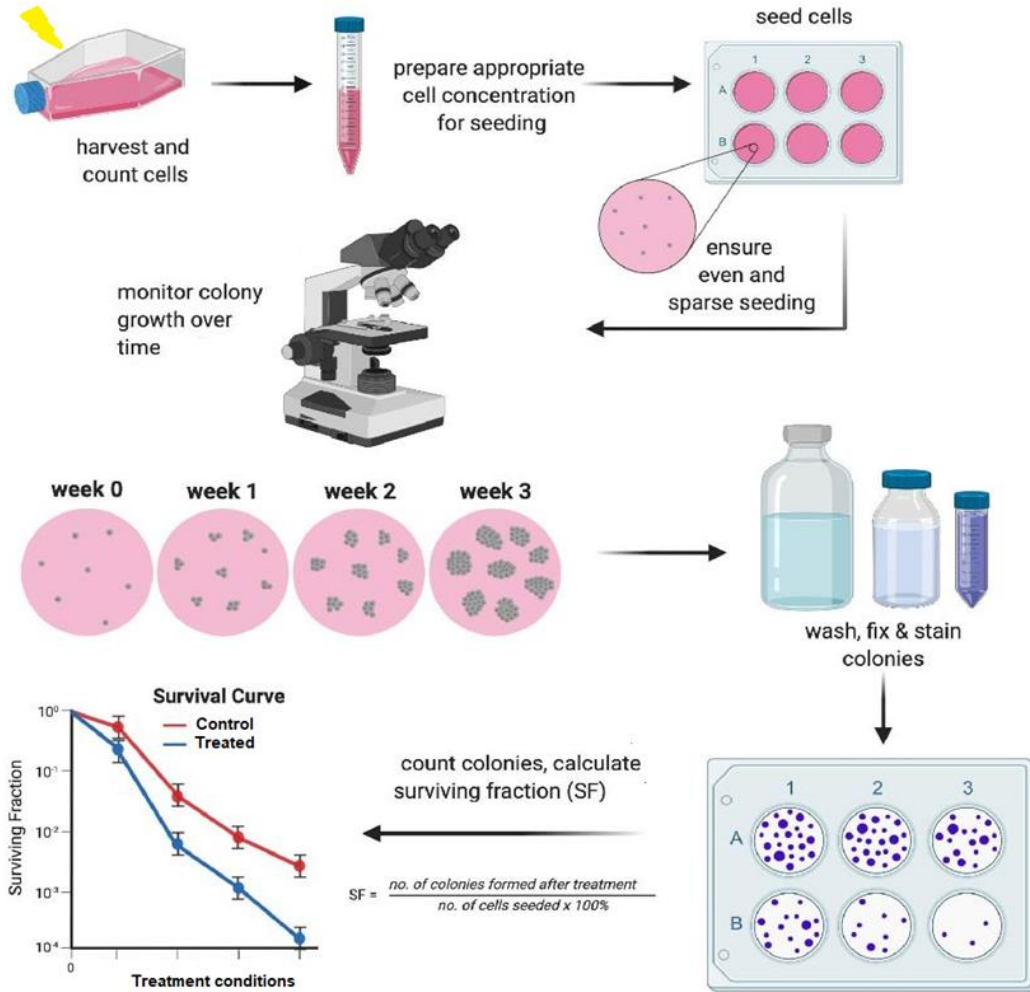 harvest and
count cells
prepare appropriate
cell concentration
for seeding
seed cells
1 2 3
A
B
ensure
even and
sparse seeding
monitor colony
growth over
time
week 0 week 1 week 2 week 3
wash, fix & stain
colonies
1 2 3
A
B
count colonies, calculate
surviving fraction (SF)
SF = no. of colonies formed after treatment
no. of cells seeded x 100%
Survival Curve
Control
Treated
Surviving Fraction
10⁰
10⁻¹
10⁻²
10⁻³
10⁻⁴
0
Treatment conditions